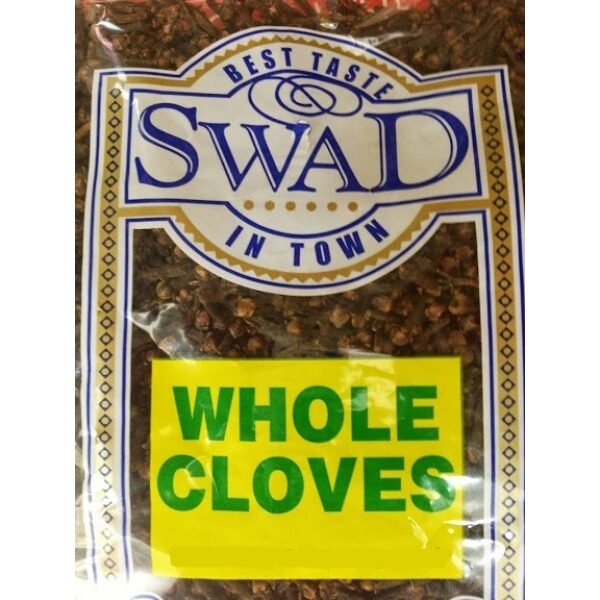 BEST TASTE
SWAD
IN TOWN
WHOLE
CLOVES